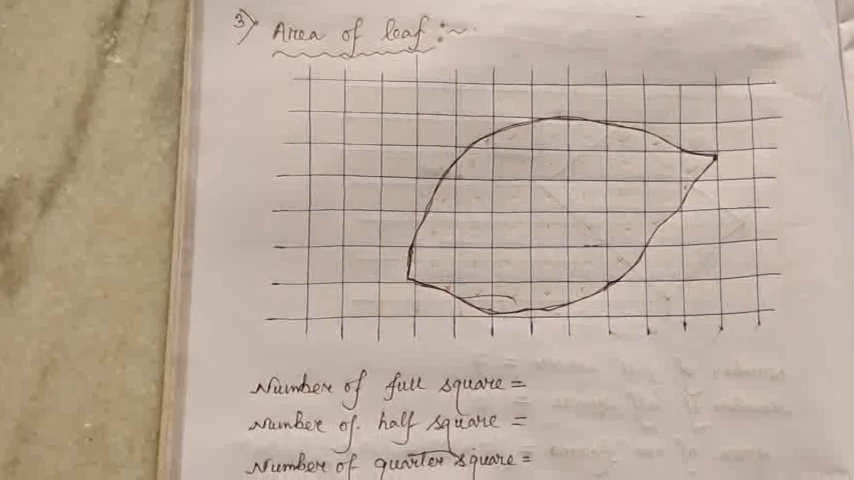 3) Area of leaf :~
Number of full square =
Number of half square =
Number of quarter square =